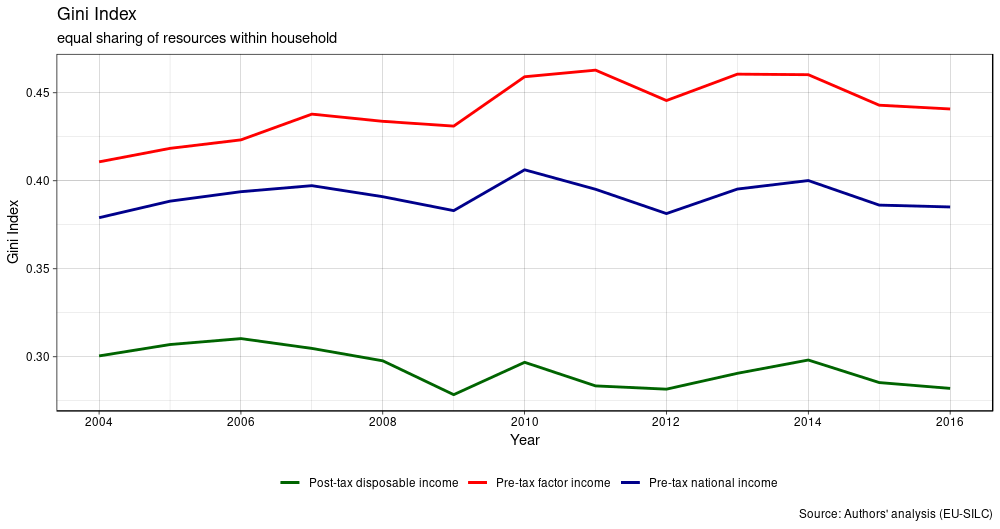 Gini Index
equal sharing of resources within household
Gini Index
0.45
0.40
0.35
0.30
2004 2006 2008 2010 2012 2014 2016
Year
Post-tax disposable income Pre-tax factor income Pre-tax national income
Source: Authors' analysis (EU-SILC)